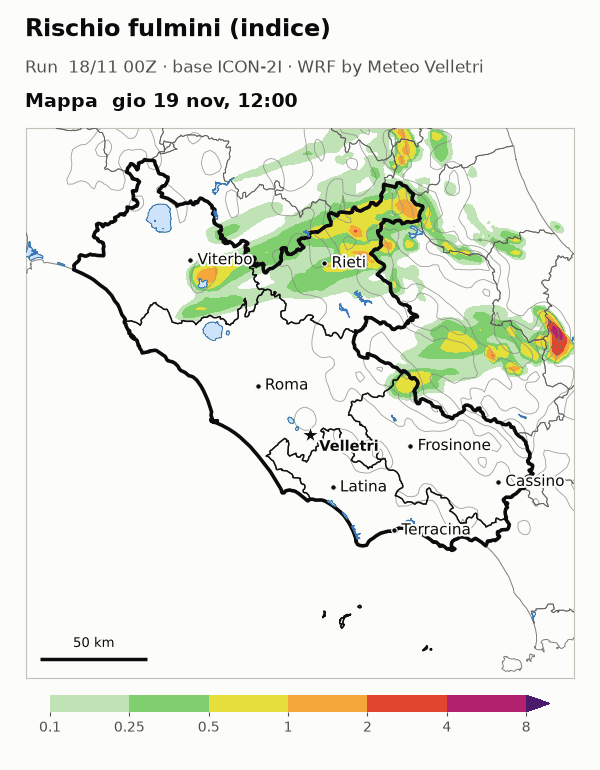 Rischio fulmini (indice)
Run  18/11 00Z · base ICON-2I · WRF by Meteo Velletri
Mappa  gio 19 nov, 12:00
Viterbo
Rieti
Roma
Velletri
Frosinone
Latina
Cassino
Terracina
50 km
0.1 0.25 0.5 1 2 4 8